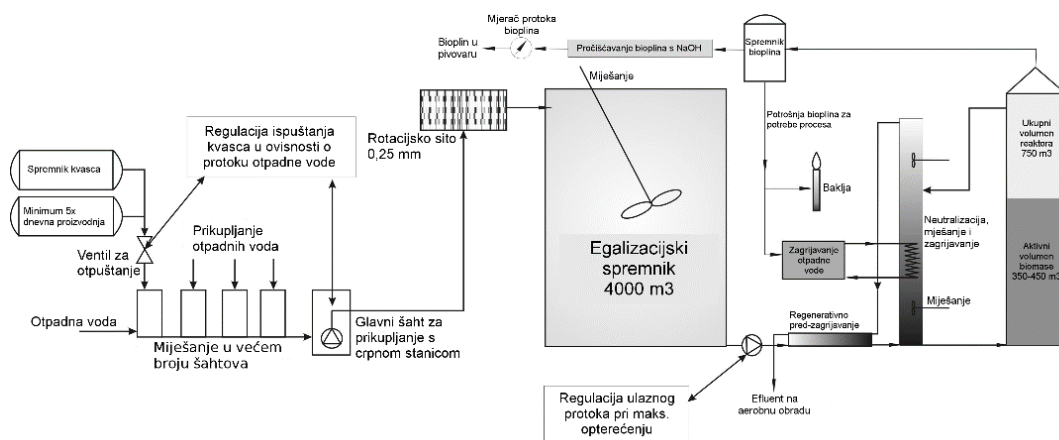 Mjerač protoka
bioplina
Bioplin u
pivovaru
Pročišćavanje bioplina s NaOH
Spremnik
bioplina
Miješanje
Rotacijsko sito
0,25 mm
Regulacija ispuštanja
kvasca u ovisnosti o
protoku otpadne vode
Spremnik kvasca
Minimum 5x
dnevna proizvodnja
Ventil za
otpuštanje
Prikupljanje
otpadnih voda
Otpadna voda
Miješanje u većem
broju šahtova
Glavni šaht za
prikupljanje s
crpnom stanicom
Egalizacijski
spremnik
4000 m3
Potrošnja bioplina za
potrebe procesa
Baklja
Zagrijavanje
otpadne
vode
Ukupni
volumen
reaktora
750 m3
Neutralizacija,
mješanje i
zagrijavanje
Aktivni
volumen
biomase
350-450 m3
Miješanje
Regenerativno
pred-zagrijavanje
Efluent na
aerobnu obradu
Regulacija ulaznog
protoka pri maks.
opterećenju